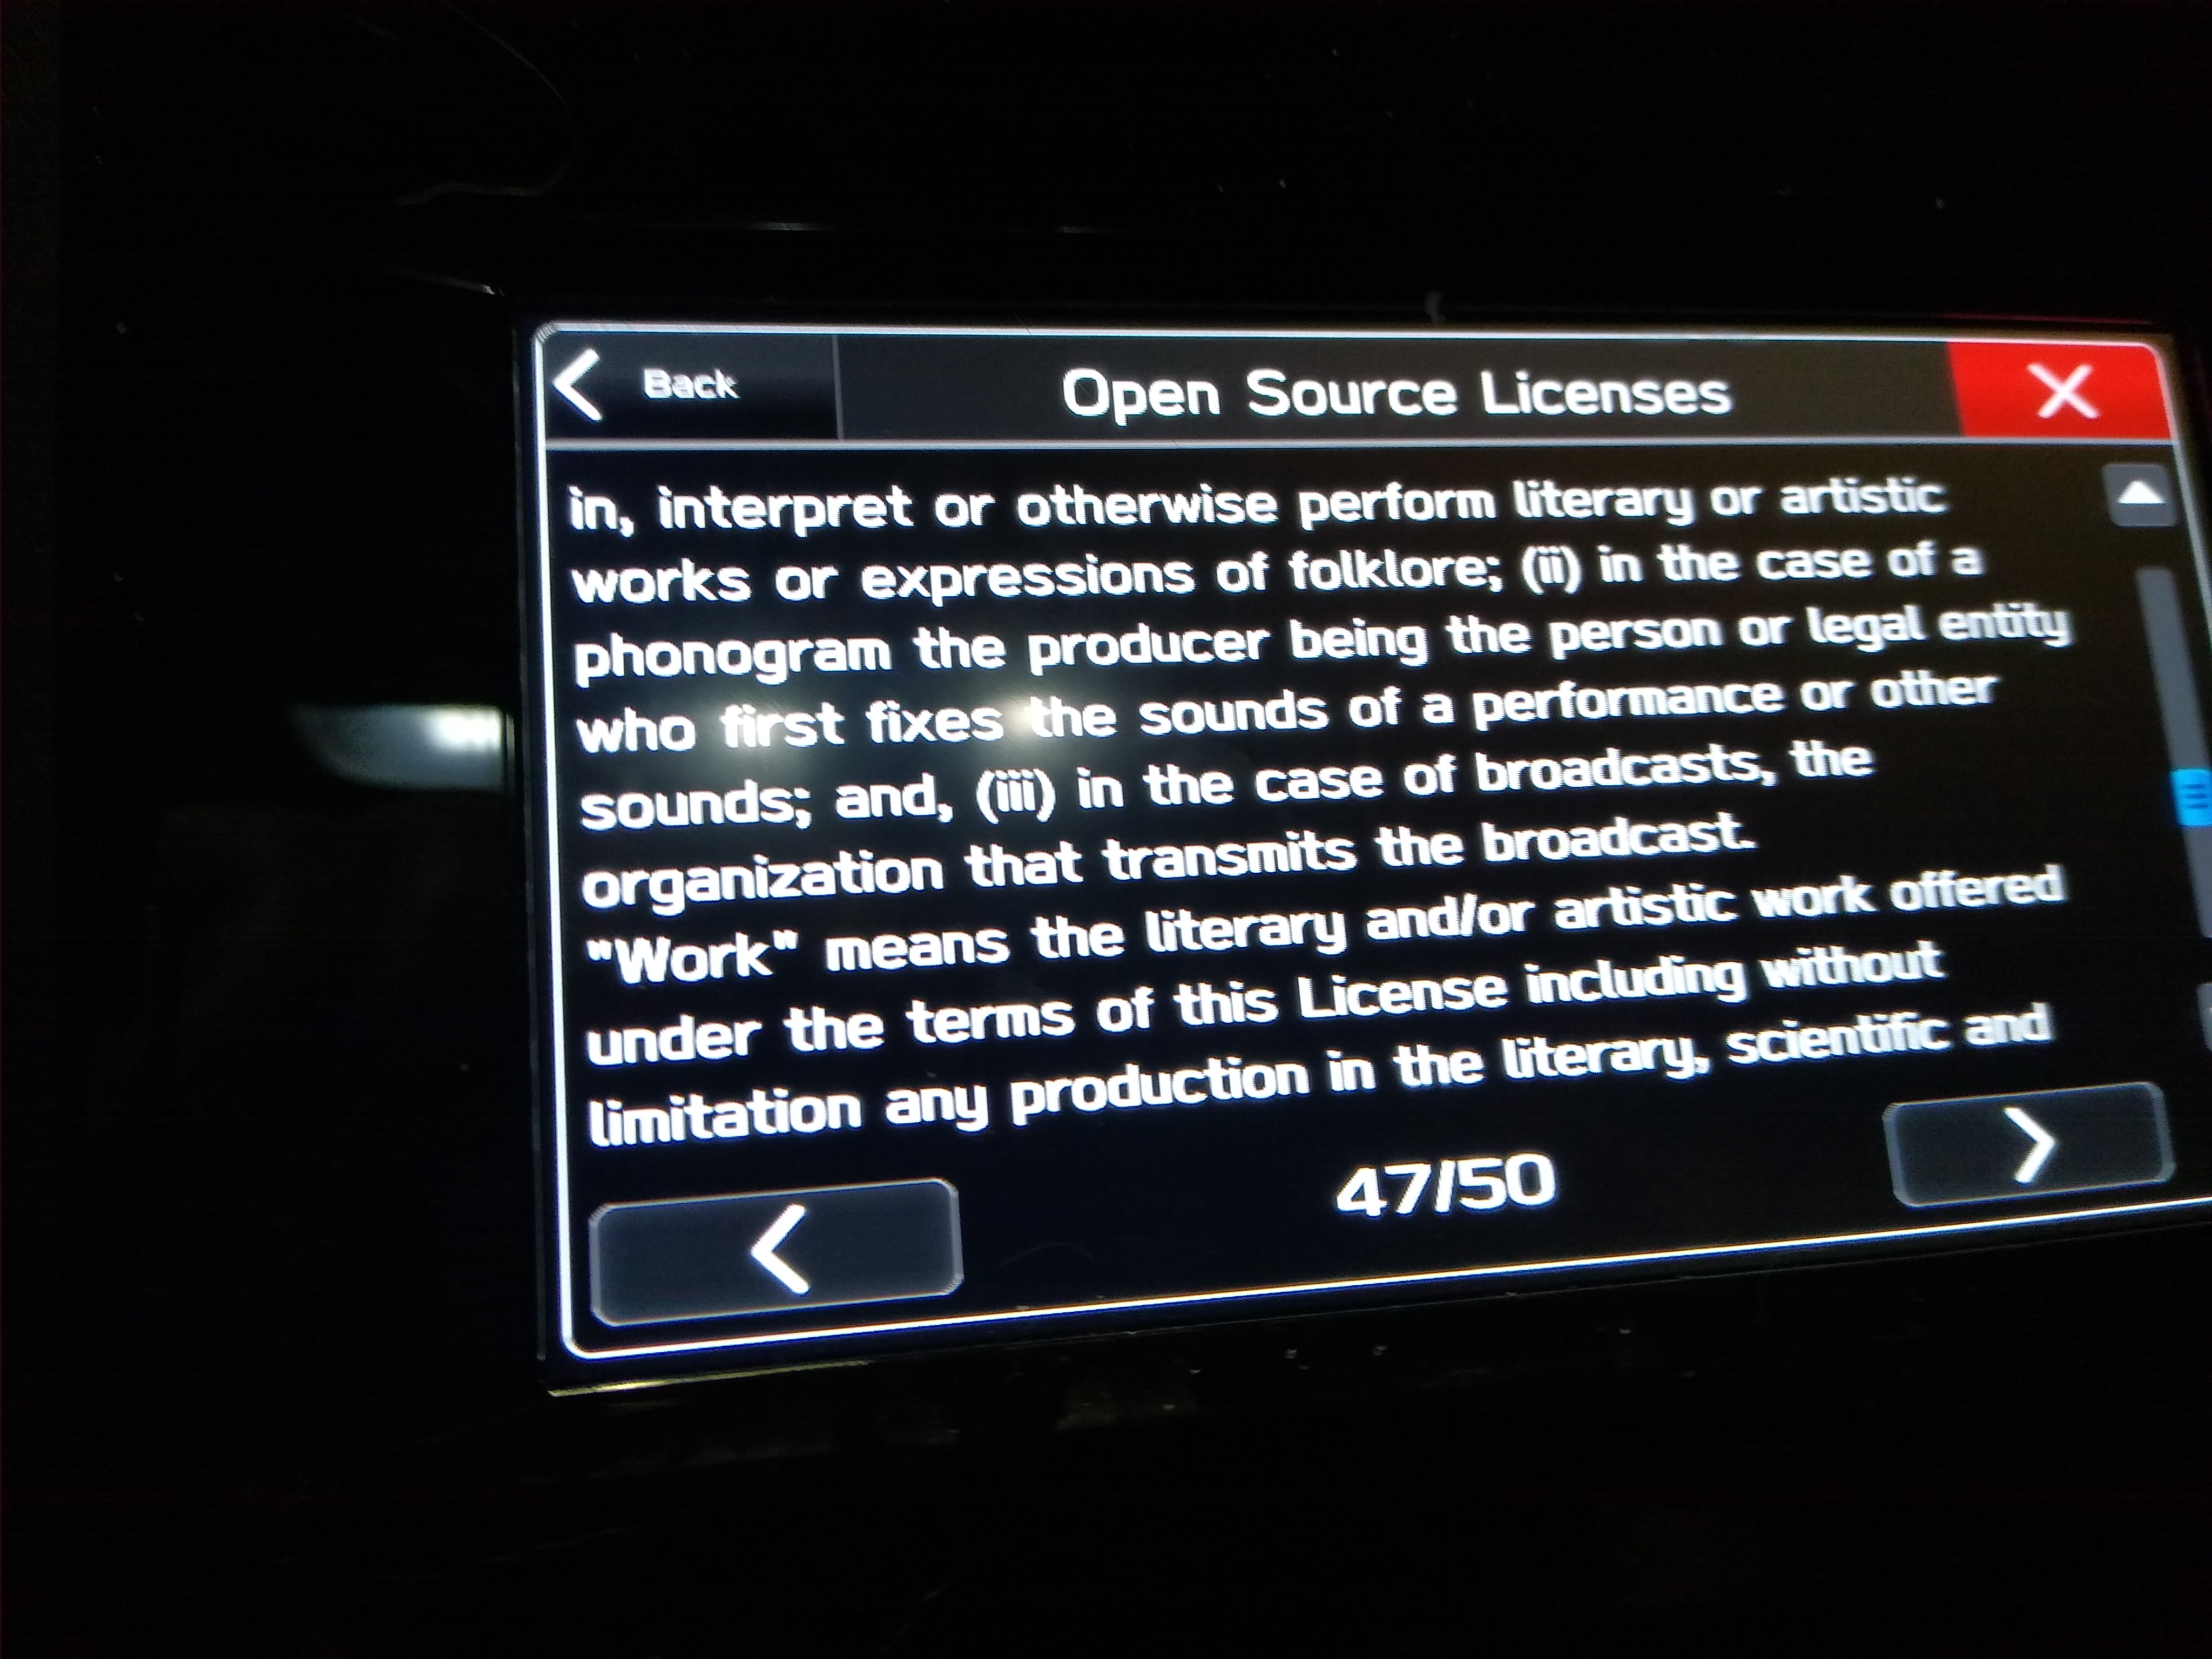 Back
Open Source Licenses
in, interpret or otherwise perform literary or artistic
works or expressions of folklore; (ii) in the case of a
phonogram the producer being the person or legal entity
who first fixes the sounds of a performance or other
sounds; and, (iii) in the case of broadcasts, the
organization that transmits the broadcast.
"Work" means the literary and/or artistic work offered
under the terms of this License including without
limitation any production in the literary, scientific and
47/50